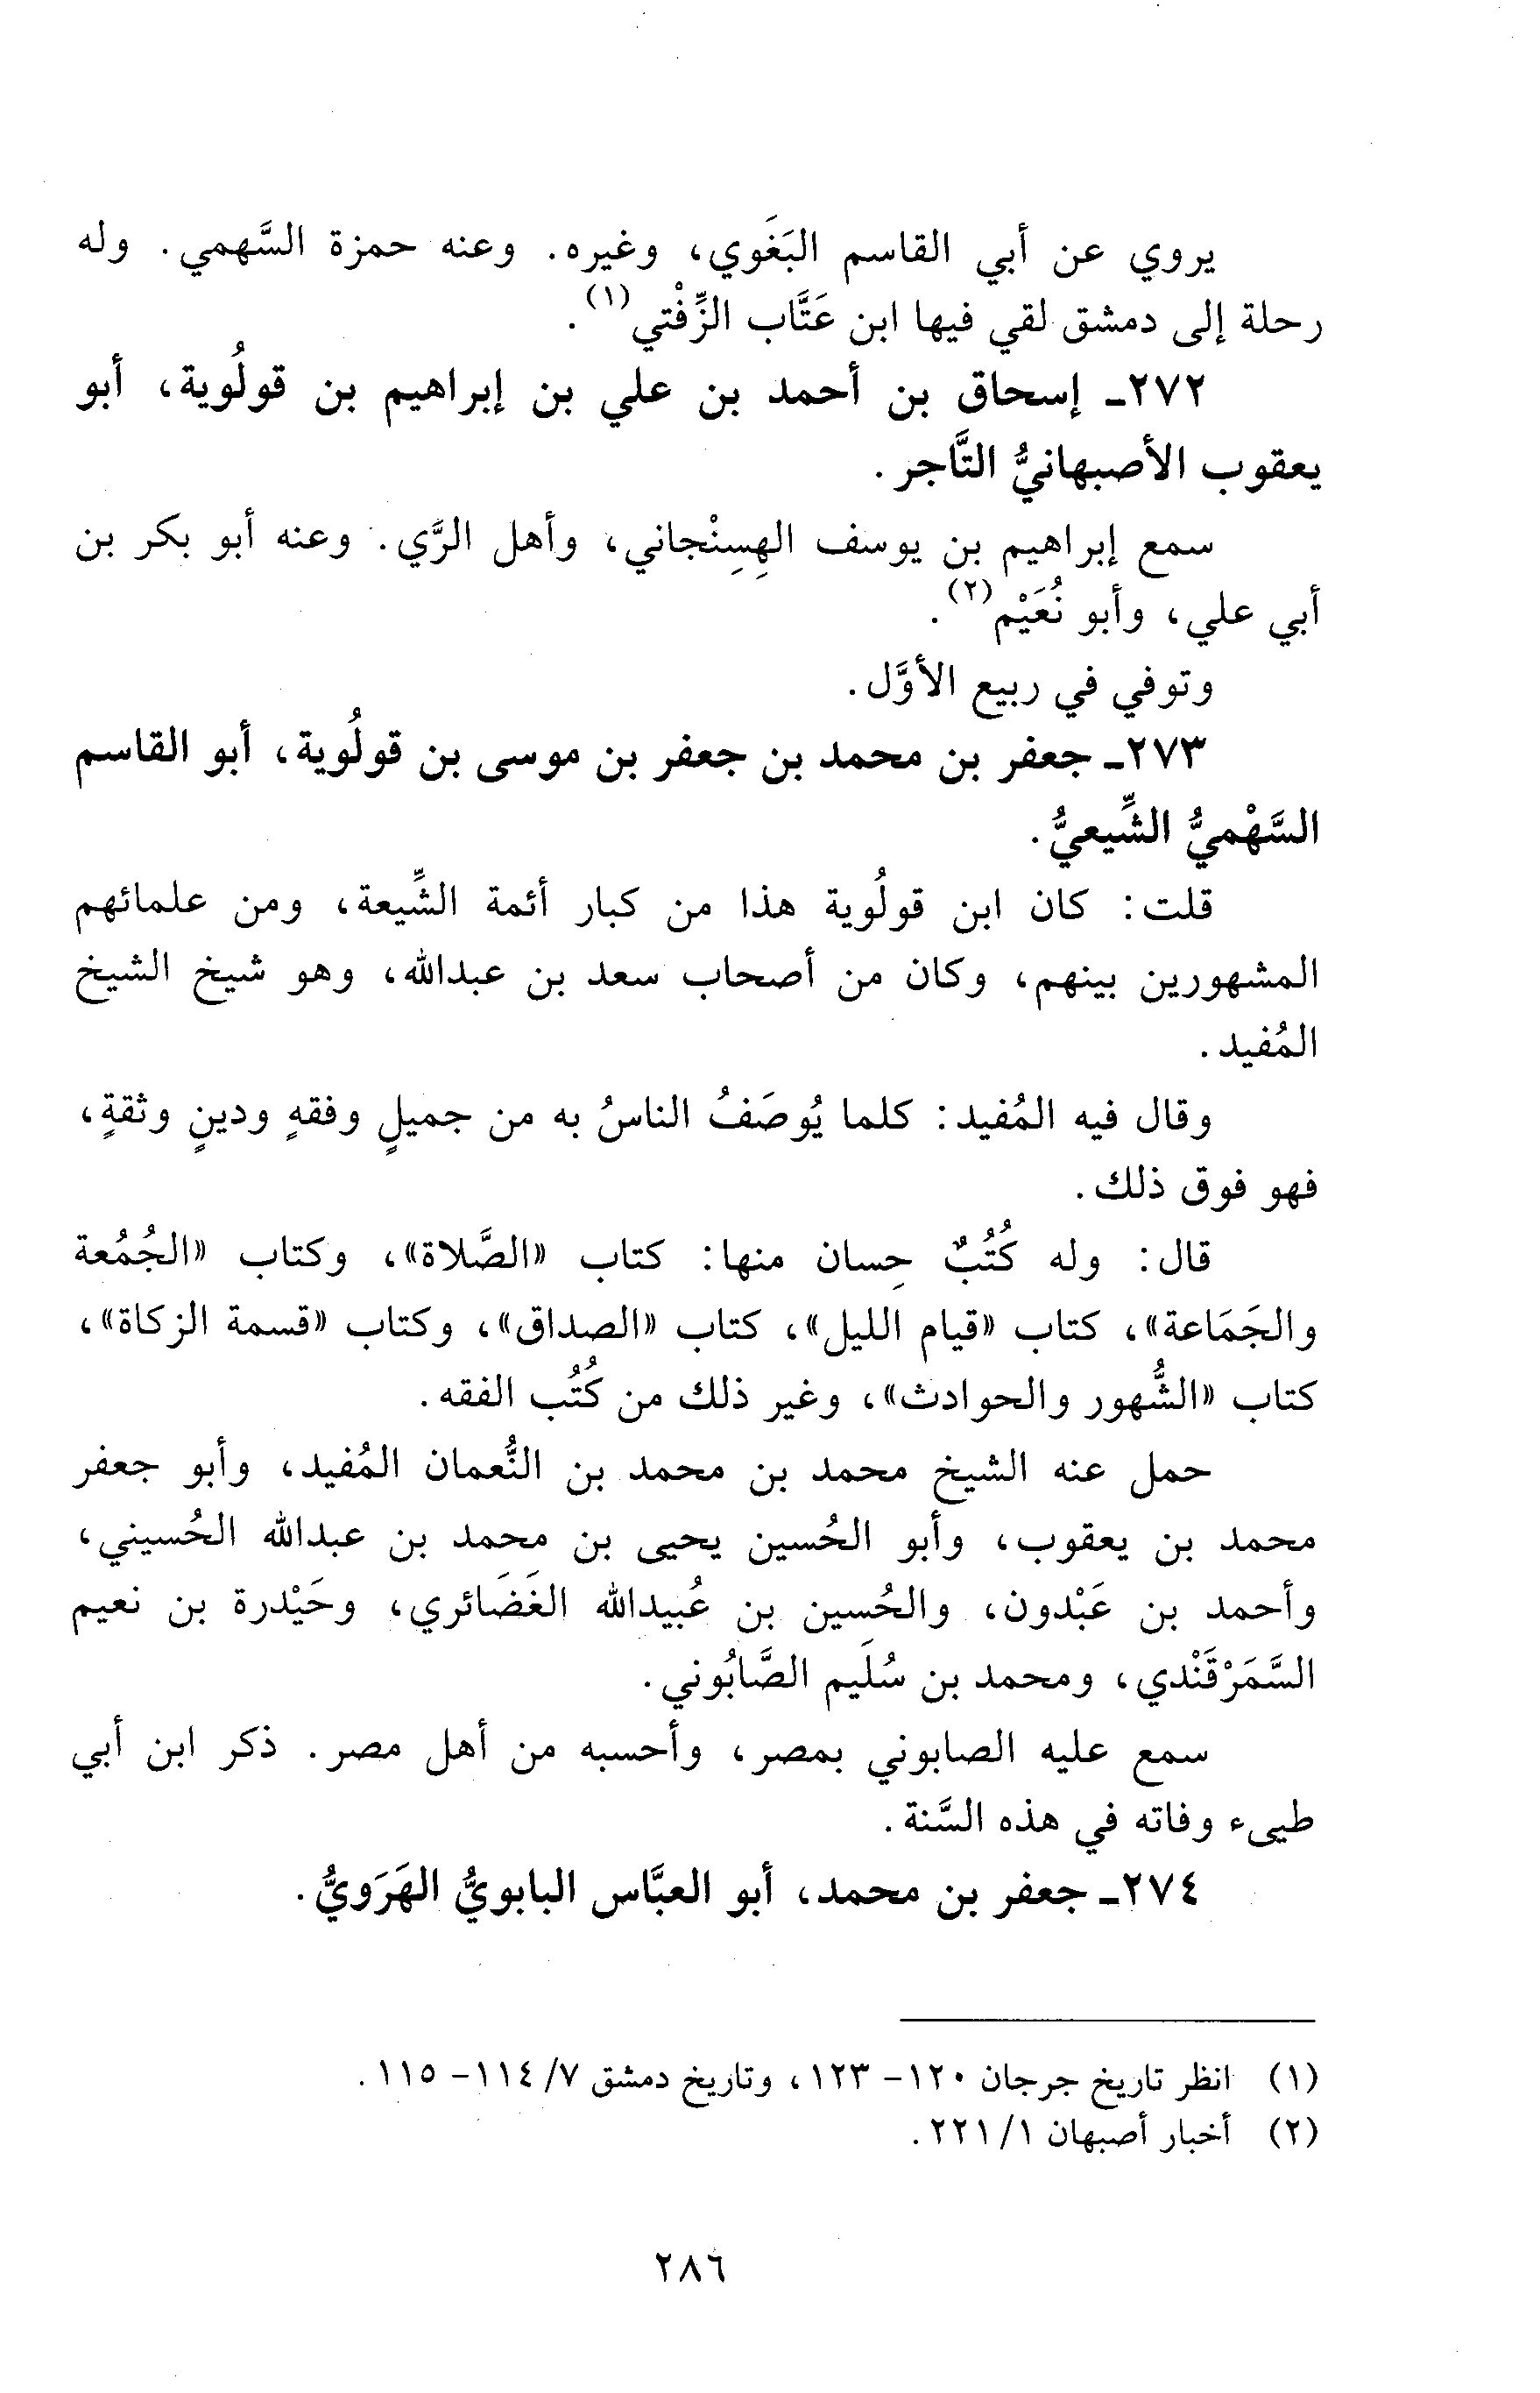 يروي عن أبي القاسم البَغَوي، وغيره. وعنه حمزة السَّهمي. وله
رحلة إلى دمشق لقي فيها ابن عَتَّاب الزِّفْتي(١).
٢٧٢- إسحاق بن أحمد بن علي بن إبراهيم بن قولُوية، أبو
يعقوب الأصبهانيُّ التَّاجر.
سمع إبراهيم بن يوسف الهِسِنْجاني، وأهل الرَّي. وعنه أبو بكر بن
أبي علي، وأبو نُعَيْم(٢).
وتوفي في ربيع الأوَّل.
٢٧٣- جعفر بن محمد بن جعفر بن موسى بن قولُوية، أبو القاسم
السَّهْميُّ الشِّيعيُّ.
قلت: كان ابن قولُوية هذا من كبار أئمة الشِّيعة، ومن علمائهم
المشهورين بينهم، وكان من أصحاب سعد بن عبدالله، وهو شيخ الشيخ
المُفيد.
وقال فيه المُفيد: كلما يُوصَفُ الناسُ به من جميلٍ وفقهٍ ودينٍ وثقةٍ،
فهو فوق ذلك.
قال: وله كُتُبٌ حِسان منها: كتاب «الصَّلاة»، وكتاب «الجُمُعة
والجَمَاعة»، كتاب «قيام الليل»، كتاب «الصداق»، وكتاب «قسمة الزكاة»،
كتاب «الشُّهور والحوادث»، وغير ذلك من كُتُب الفقه.
حمل عنه الشيخ محمد بن محمد بن النُّعمان المُفيد، وأبو جعفر
محمد بن يعقوب، وأبو الحُسين يحيى بن محمد بن عبدالله الحُسيني،
وأحمد بن عَبْدون، والحُسين بن عُبيدالله الغَضَائري، وحَيْدرة بن نعيم
السَّمَرْقَنْدي، ومحمد بن سُلَيم الصَّابُوني.
سمع عليه الصابوني بمصر، وأحسبه من أهل مصر. ذكر ابن أبي
طيىء وفاته في هذه السَّنة.
٢٧٤- جعفر بن محمد، أبو العبَّاس البابويُّ الهَرَويُّ.
(١) انظر تاريخ جرجان ١٢٠- ١٢٣، وتاريخ دمشق ٧/ ١١٤- ١١٥.
(٢) أخبار أصبهان ١/ ٢٢١.
٢٨٦